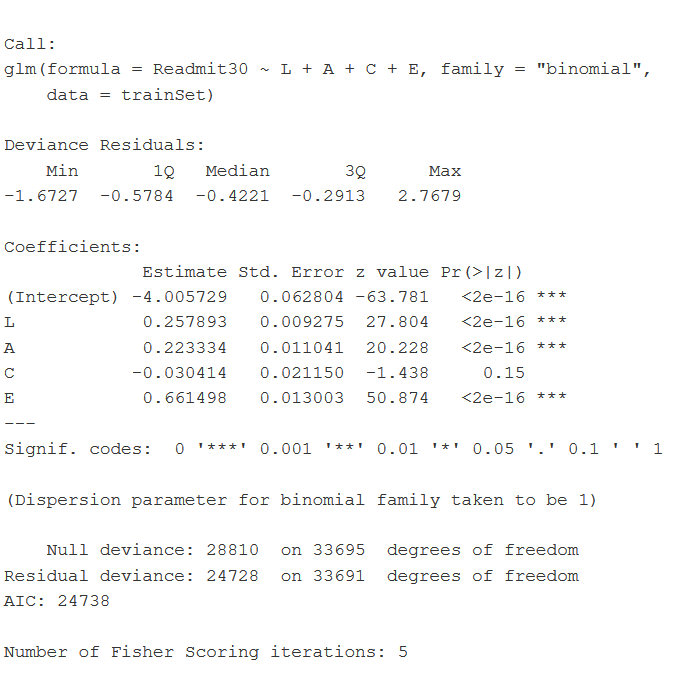 Call:
glm(formula = Readmit30 ~ L + A + C + E, family = "binomial",
    data = trainSet)
Deviance Residuals:
    Min       1Q   Median       3Q      Max
-1.6727  -0.5784  -0.4221  -0.2913   2.7679
Coefficients:
             Estimate Std. Error z value Pr(>|z|)
(Intercept) -4.005729   0.062804 -63.781   <2e-16 ***
L            0.257893   0.009275  27.804   <2e-16 ***
A            0.223334   0.011041  20.228   <2e-16 ***
C           -0.030414   0.021150  -1.438     0.15
E            0.661498   0.013003  50.874   <2e-16 ***
---
Signif. codes:  0 '***' 0.001 '**' 0.01 '*' 0.05 '.' 0.1 ' ' 1
(Dispersion parameter for binomial family taken to be 1)
    Null deviance: 28810  on 33695  degrees of freedom
Residual deviance: 24728  on 33691  degrees of freedom
AIC: 24738
Number of Fisher Scoring iterations: 5